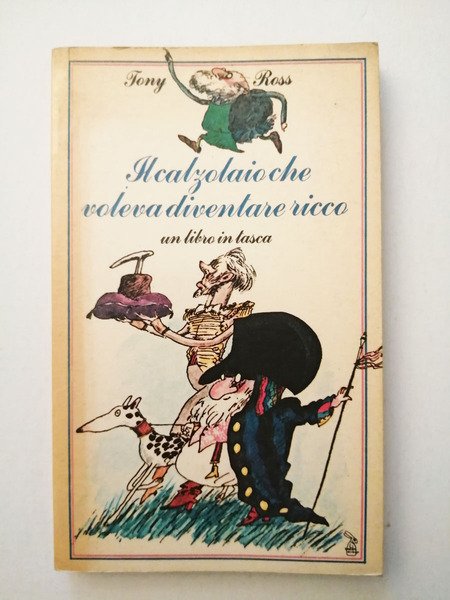 Tony Ross
Il calzolaio che
voleva diventare ricco
un libro in tasca